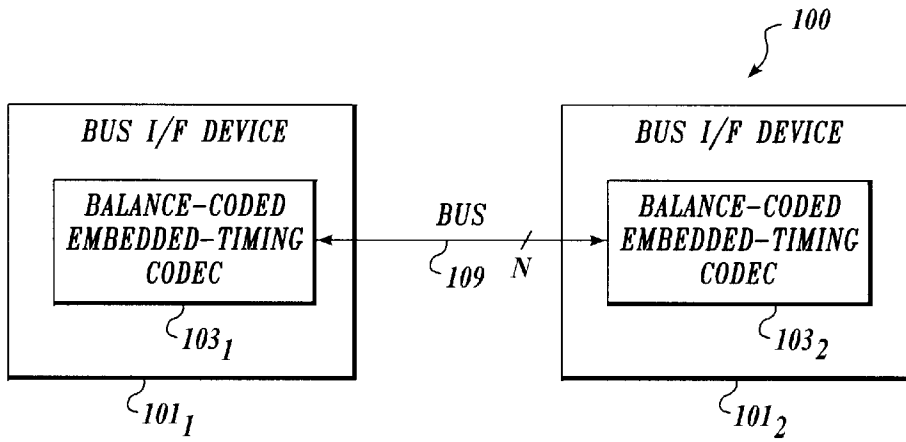 100
BUS I/F DEVICE
BALANCE-CODED
EMBEDDED-TIMING
CODEC
103₁
101₁
BUS
109
N
BUS I/F DEVICE
BALANCE-CODED
EMBEDDED-TIMING
CODEC
103₂
101₂